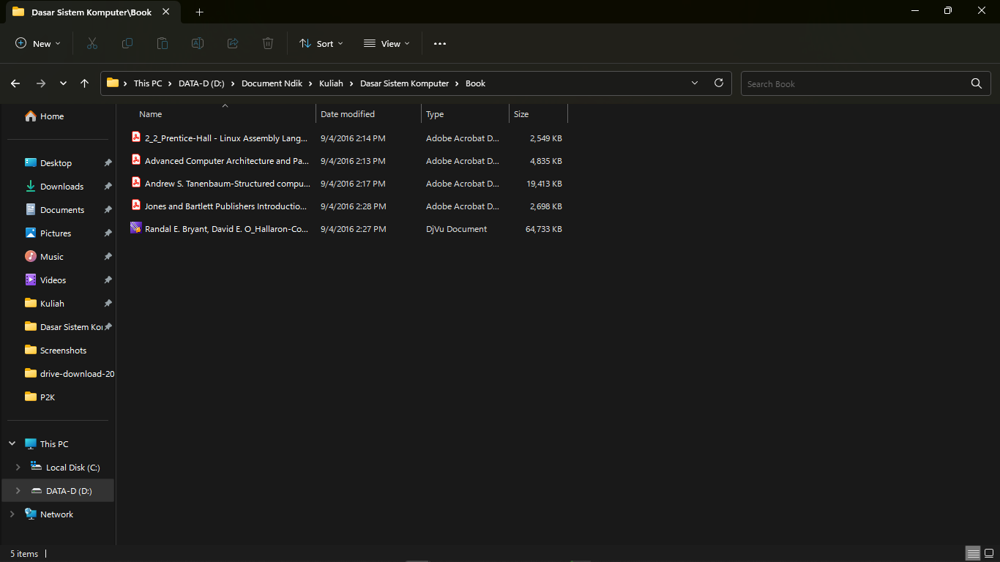 Dasar Sistem Komputer\Book
New
Sort
View
This PC > DATA-D (D:) > Document Ndik > Kuliah > Dasar Sistem Komputer > Book
Search Book
Home
Desktop
Downloads
Documents
Pictures
Music
Videos
Kuliah
Dasar Sistem Ko
Screenshots
drive-download-20
P2K
This PC
Local Disk (C:)
DATA-D (D:)
Network
Name Date modified Type Size
2_2_Prentice-Hall - Linux Assembly Lang... 9/4/2016 2:14 PM Adobe Acrobat D... 2,549 KB
Advanced Computer Architecture and Pa... 9/4/2016 2:13 PM Adobe Acrobat D... 4,835 KB
Andrew S. Tanenbaum-Structured compu... 9/4/2016 2:17 PM Adobe Acrobat D... 19,413 KB
Jones and Bartlett Publishers Introductio... 9/4/2016 2:28 PM Adobe Acrobat D... 2,698 KB
Randal E. Bryant, David E. O_Hallaron-Co... 9/4/2016 2:27 PM DjVu Document 64,733 KB
5 items